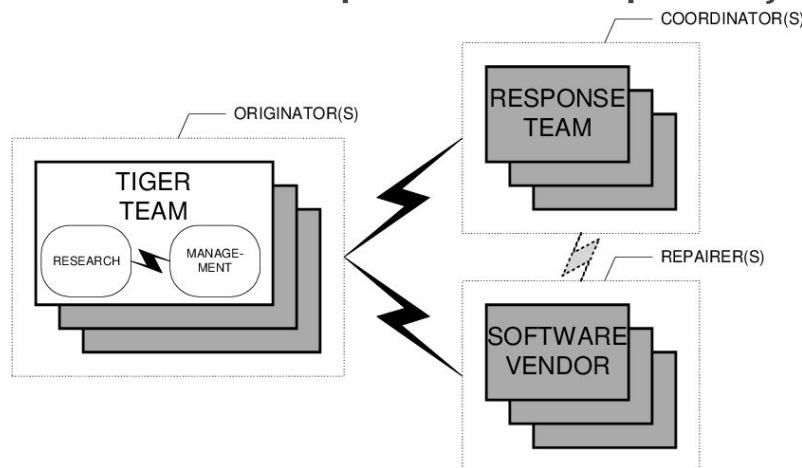 COORDINATOR(S)
ORIGINATOR(S)
RESPONSE
TEAM
TIGER
TEAM
RESEARCH
MANAGE-
MENT
REPAIRER(S)
SOFTWARE
VENDOR